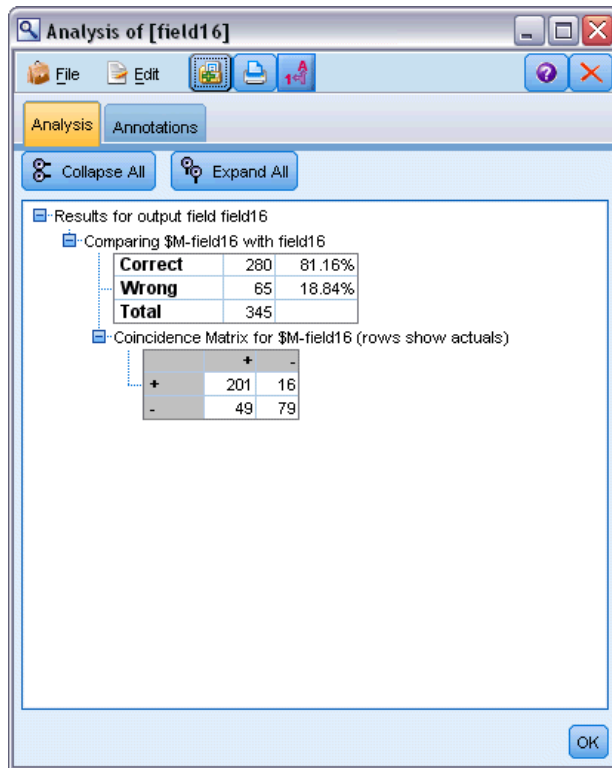 Analysis of [field16]
File Edit
Analysis Annotations
Collapse All Expand All
Results for output field field16
Comparing $M-field16 with field16
Correct 280 81.16%
Wrong 65 18.84%
Total 345
Coincidence Matrix for $M-field16 (rows show actuals)
+ -
+ 201 16
- 49 79
OK